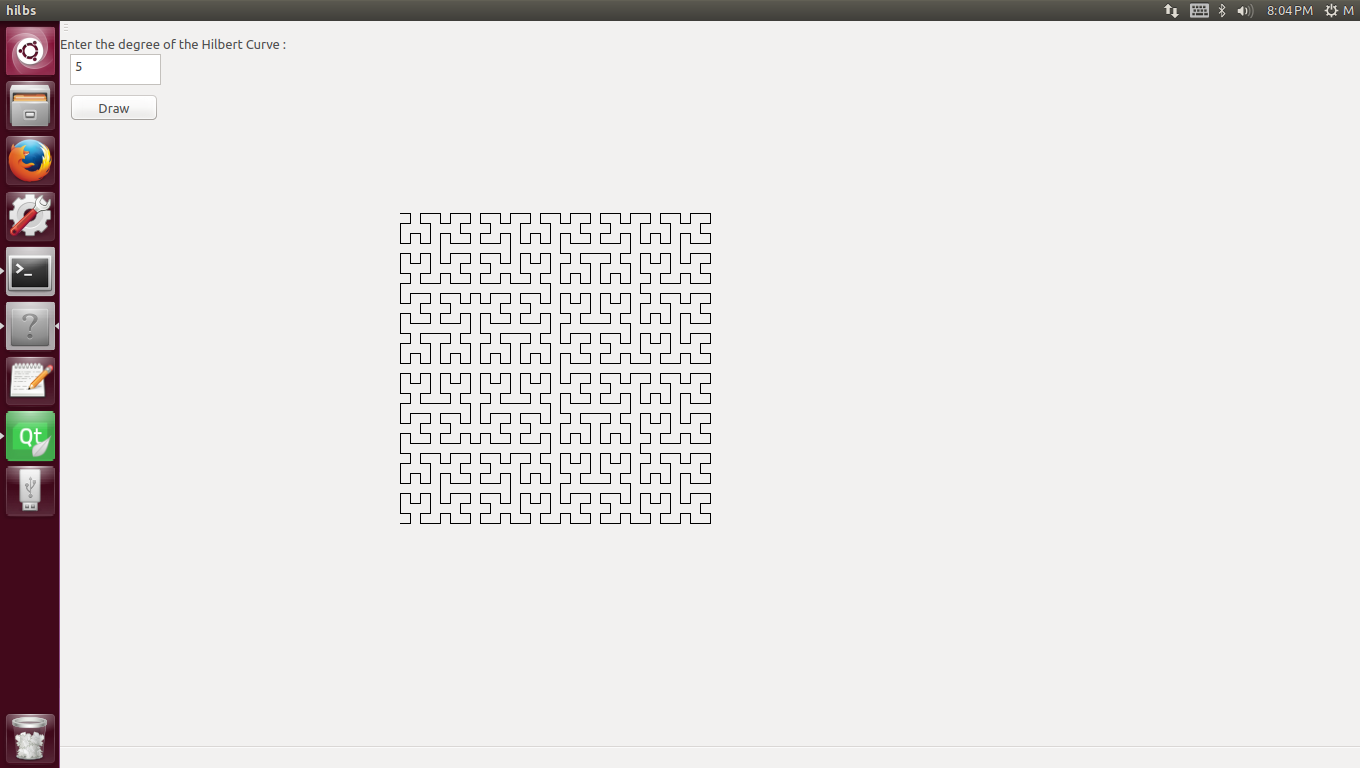 hilbs
8:04 PM
M
Enter the degree of the Hilbert Curve :
5
Draw
>_
?
Qt